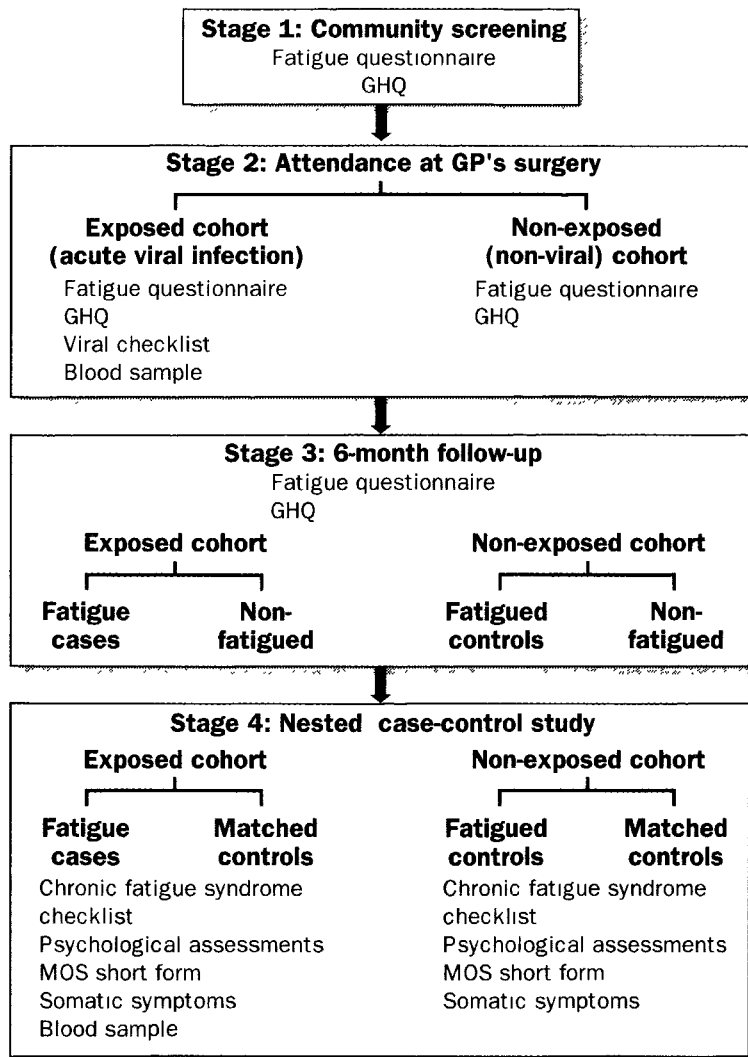 Stage 1: Community screening
Fatigue questionnaire
GHQ
Stage 2: Attendance at GP's surgery
Exposed cohort
(acute viral infection)
Fatigue questionnaire
GHQ
Viral checklist
Blood sample
Non-exposed
(non-viral) cohort
Fatigue questionnaire
GHQ
Stage 3: 6-month follow-up
Fatigue questionnaire
GHQ
Exposed cohort
Fatigue
cases
Non-
fatigued
Non-exposed cohort
Fatigued
controls
Non-
fatigued
Stage 4: Nested case-control study
Exposed cohort
Fatigue
cases
Matched
controls
Chronic fatigue syndrome
checklist
Psychological assessments
MOS short form
Somatic symptoms
Blood sample
Non-exposed cohort
Fatigued
controls
Matched
controls
Chronic fatigue syndrome
checklist
Psychological assessments
MOS short form
Somatic symptoms